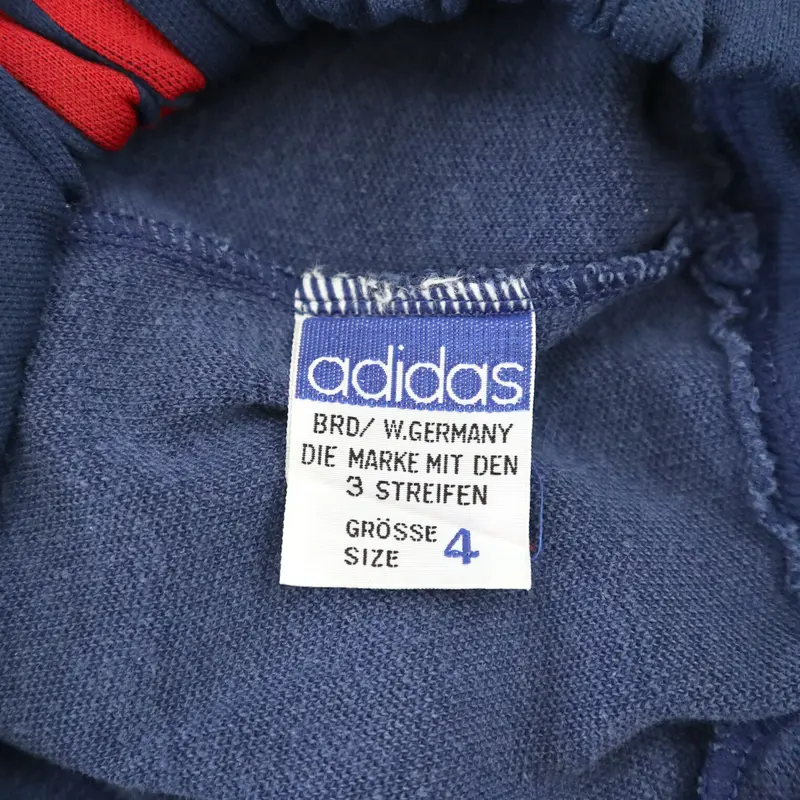 adidas
BRD/ W.GERMANY
DIE MARKE MIT DEN
3 STREIFEN
GRÖSSE
SIZE 4